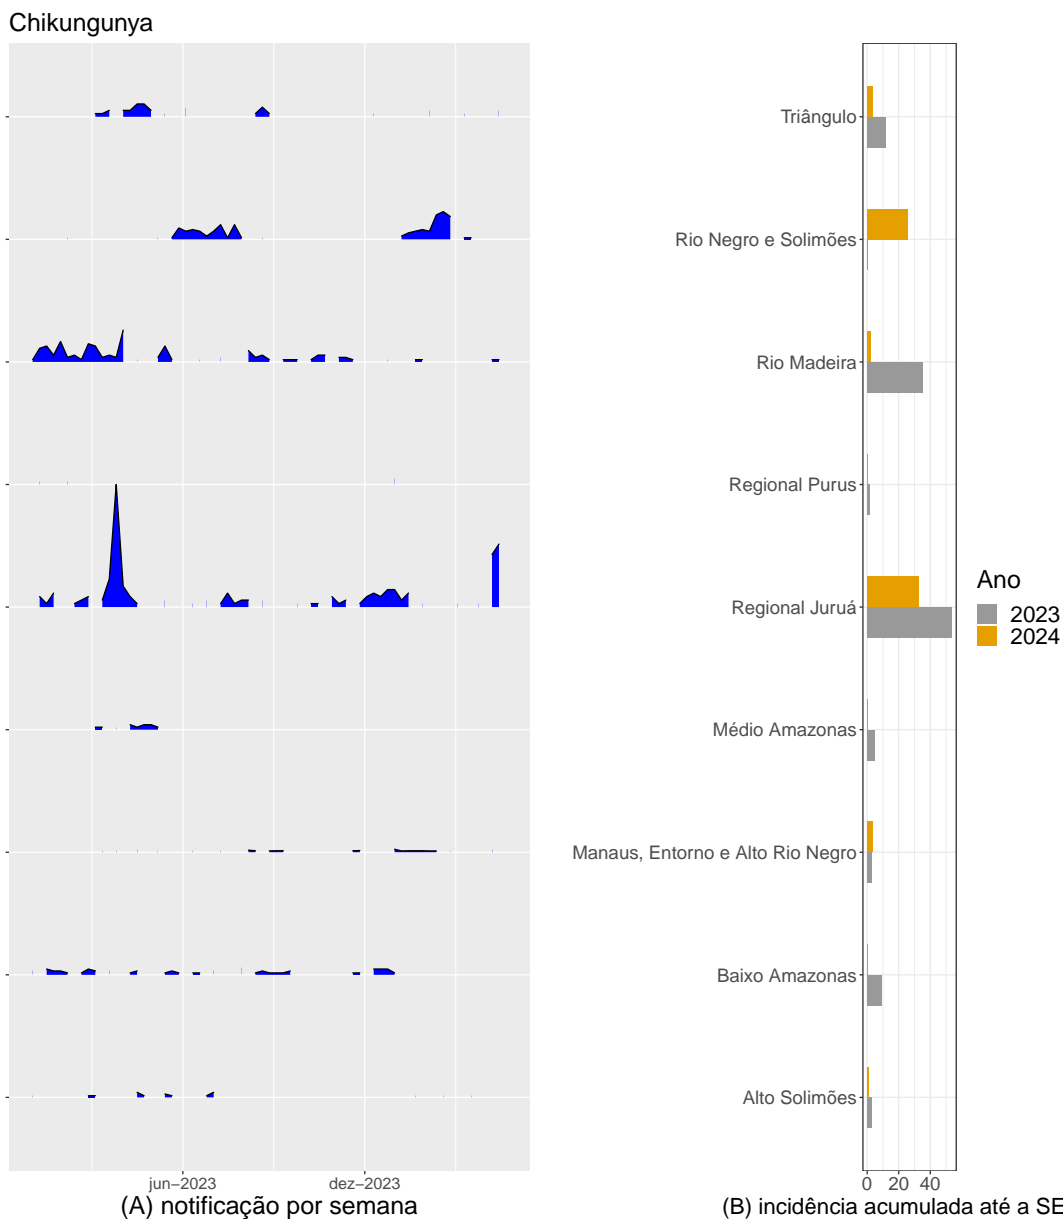 Chikungunya
Triângulo
Rio Negro e Solimões
Rio Madeira
Regional Purus
Regional Juruá
Médio Amazonas
Manaus, Entorno e Alto Rio Negro
Baixo Amazonas
Alto Solimões
Ano
2023
2024
jun−2023
dez−2023
0
20
40
(A) notificação por semana
(B) incidência acumulada até a SE